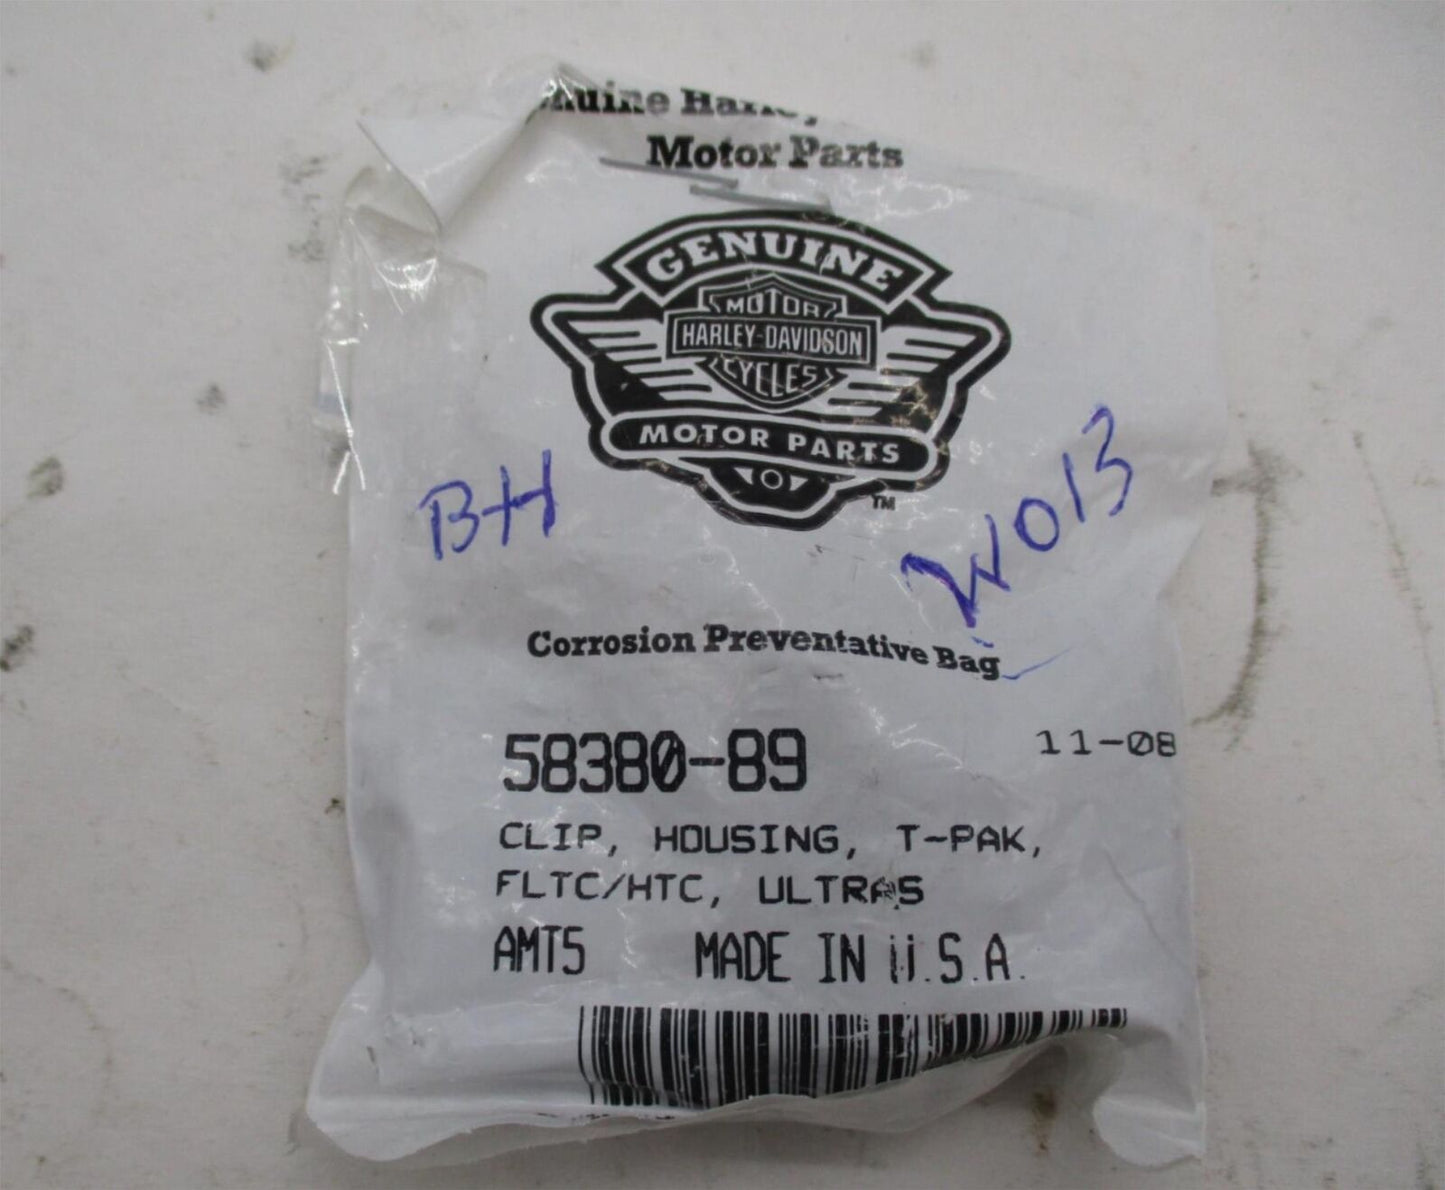 Motor Parts
GENUINE
MOTOR
HARLEY-DAVIDSON
CYCLES
MOTOR PARTS
TM
BH
W013
Corrosion Preventative Bag
58380-89
11-08
CLIP, HOUSING, T-PAK,
FLTC/HTC, ULTRAS
AMT5 MADE IN U.S.A.